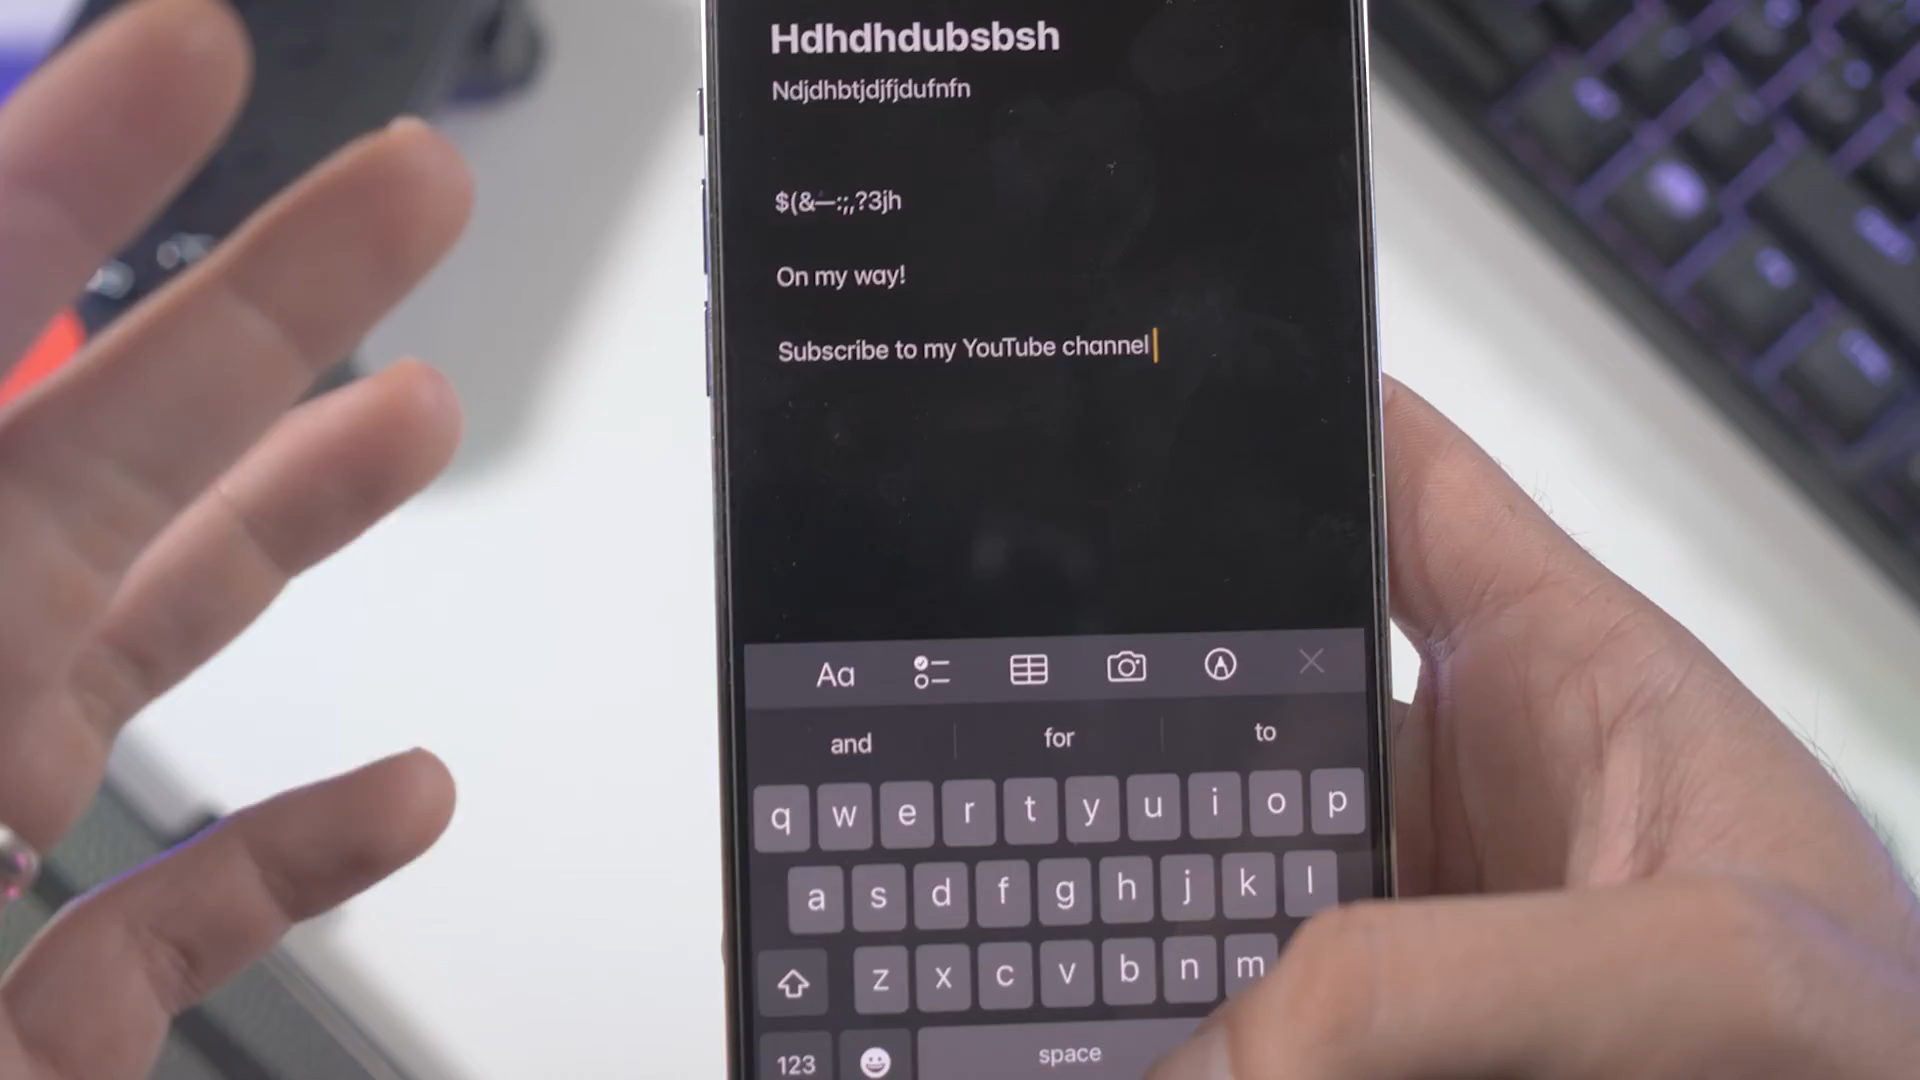 Hdhdhdubsbsh
Ndjdhbtjdjfjdufnfn
$(&—:;,?3jh
On my way!
Subscribe to my YouTube channel
Aa
and for to
q w e r t y u i o p
a s d f g h j k l
z x c v b n m
123 space